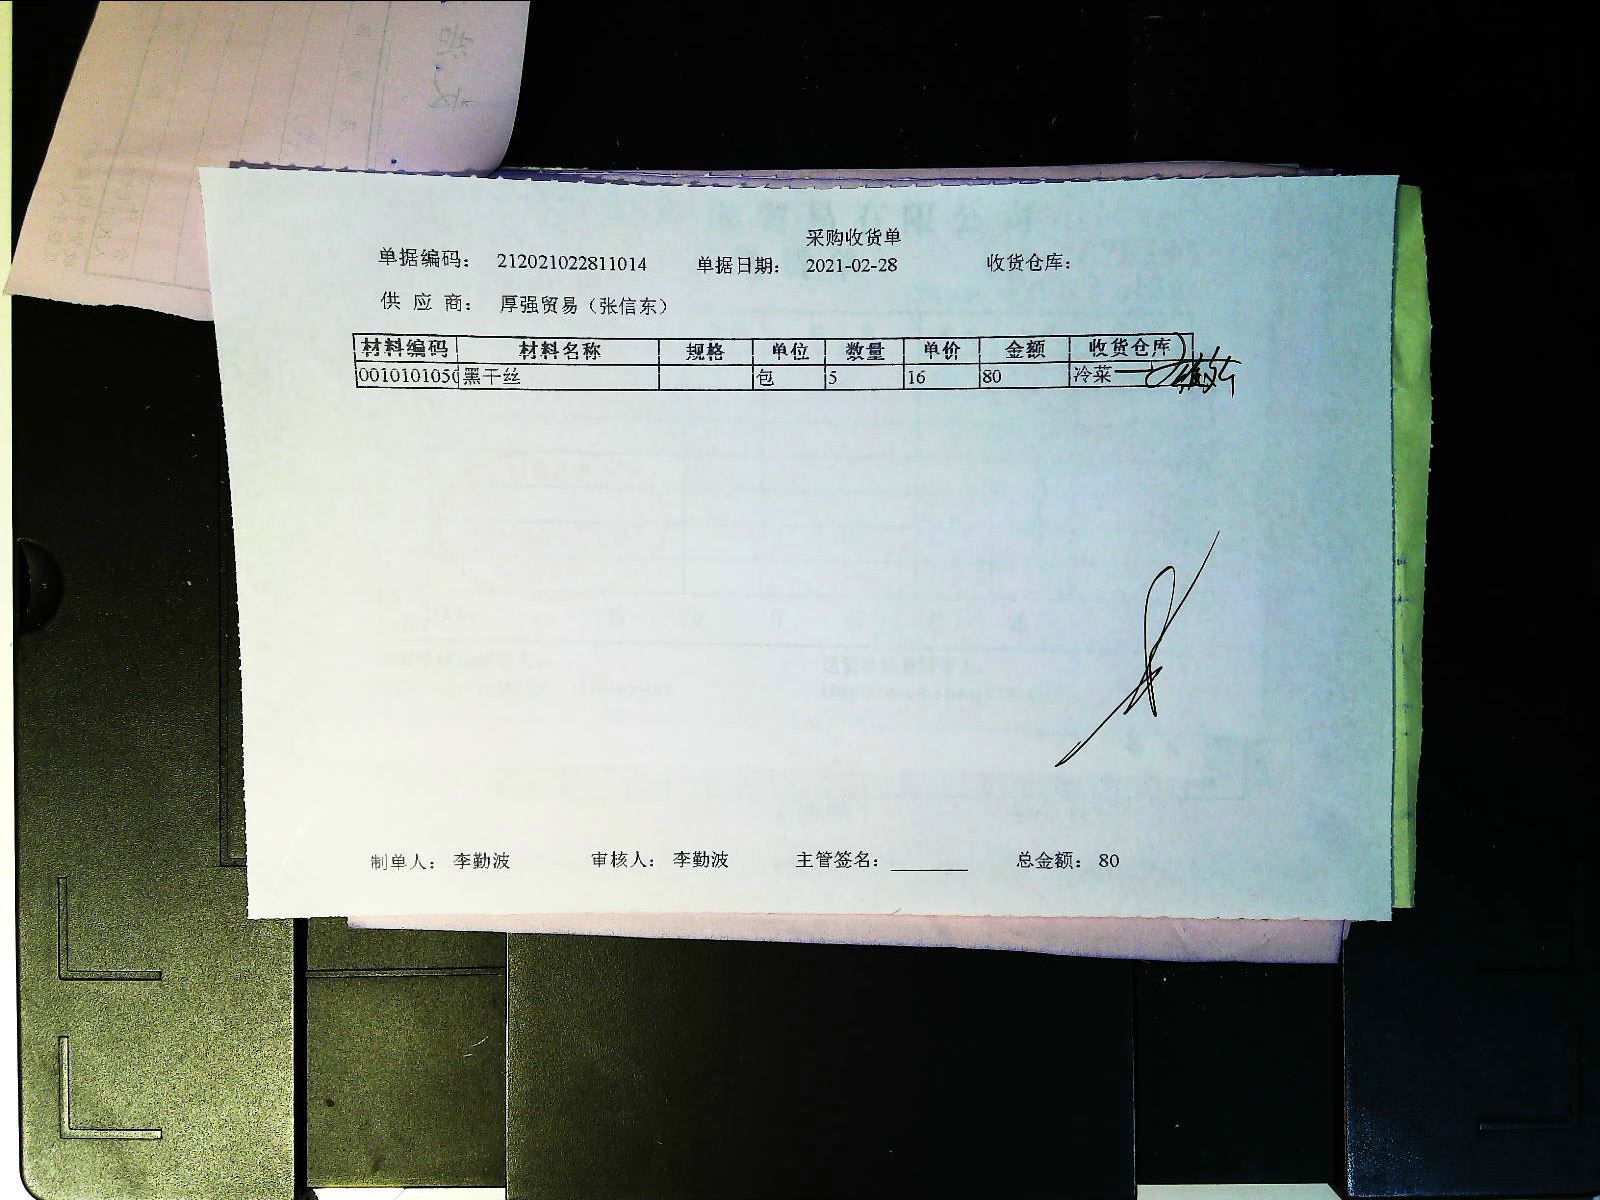 采购收货单
单据编码： 212021022811014 单据日期： 2021-02-28 收货仓库：
供 应 商： 厚强贸易（张信东）
材料编码 材料名称 规格 单位 数量 单价 金额 收货仓库
001010105 黑干丝 包 5 16 80 冷菜
制单人： 李勤波 审核人： 李勤波 主管签名： 总金额： 80